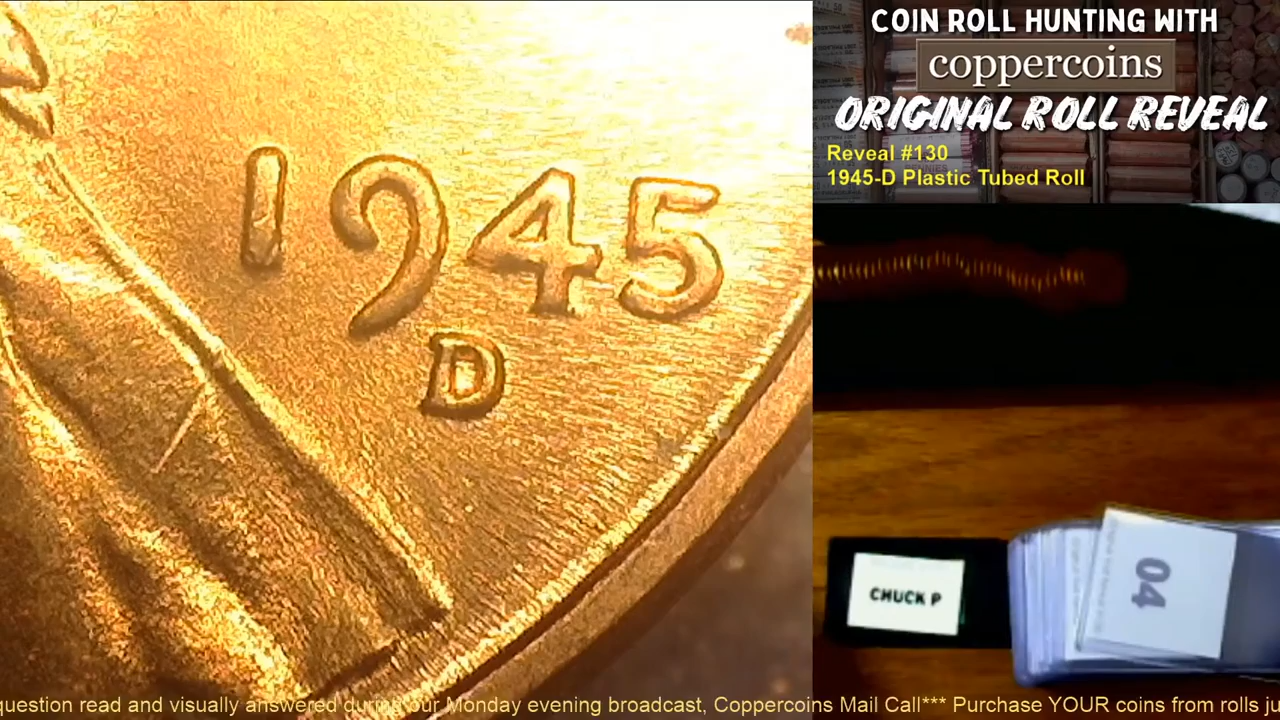 1945
D
COIN ROLL HUNTING WITH
coppercoins
ORIGINAL ROLL REVEAL
Reveal #130
1945-D Plastic Tubed Roll
CHUCK P
04
question read and visually answered during our Monday evening broadcast, Coppercoins Mail Call*** Purchase YOUR coins from rolls ju